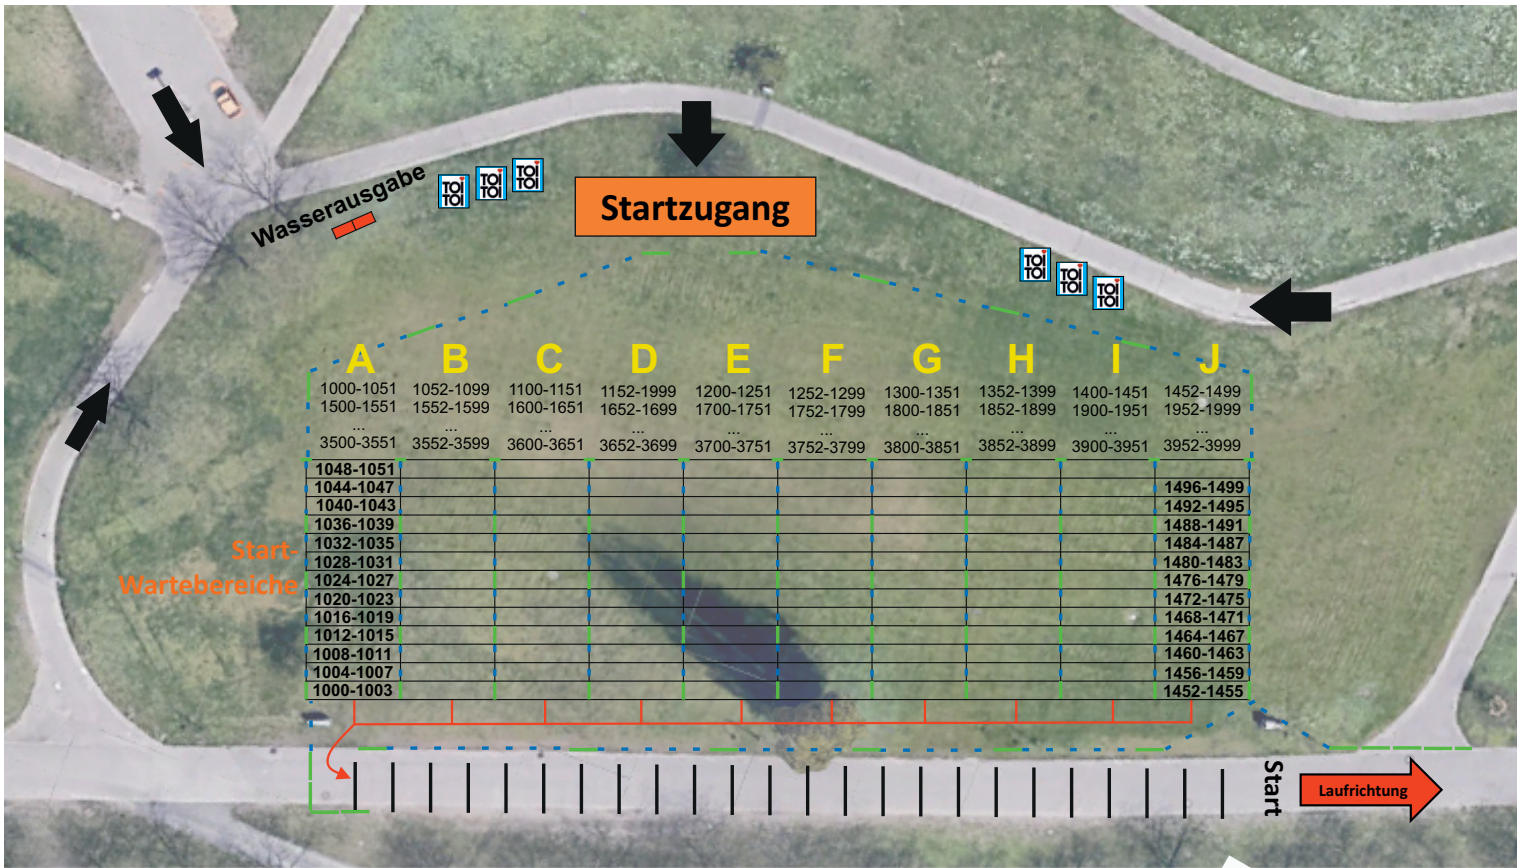 Wasserausgabe
TOI
TOI
TOI
TOI
TOI
TOI
Startzugang
TOI
TOI
TOI
TOI
TOI
TOI
A B C D E F G H I J
1000-1051 1052-1099 1100-1151 1152-1999 1200-1251 1252-1299 1300-1351 1352-1399 1400-1451 1452-1499
1500-1551 1552-1599 1600-1651 1652-1699 1700-1751 1752-1799 1800-1851 1852-1899 1900-1951 1952-1999
... ... ... ... ... ... ... ... ... ...
3500-3551 3552-3599 3600-3651 3652-3699 3700-3751 3752-3799 3800-3851 3852-3899 3900-3951 3952-3999
1048-1051
1044-1047 1496-1499
1040-1043 1492-1495
1036-1039 1488-1491
1032-1035 1484-1487
1028-1031 1480-1483
1024-1027 1476-1479
1020-1023 1472-1475
1016-1019 1468-1471
1012-1015 1464-1467
1008-1011 1460-1463
1004-1007 1456-1459
1000-1003 1452-1455
Start-
Wartebereiche
Start
Laufrichtung